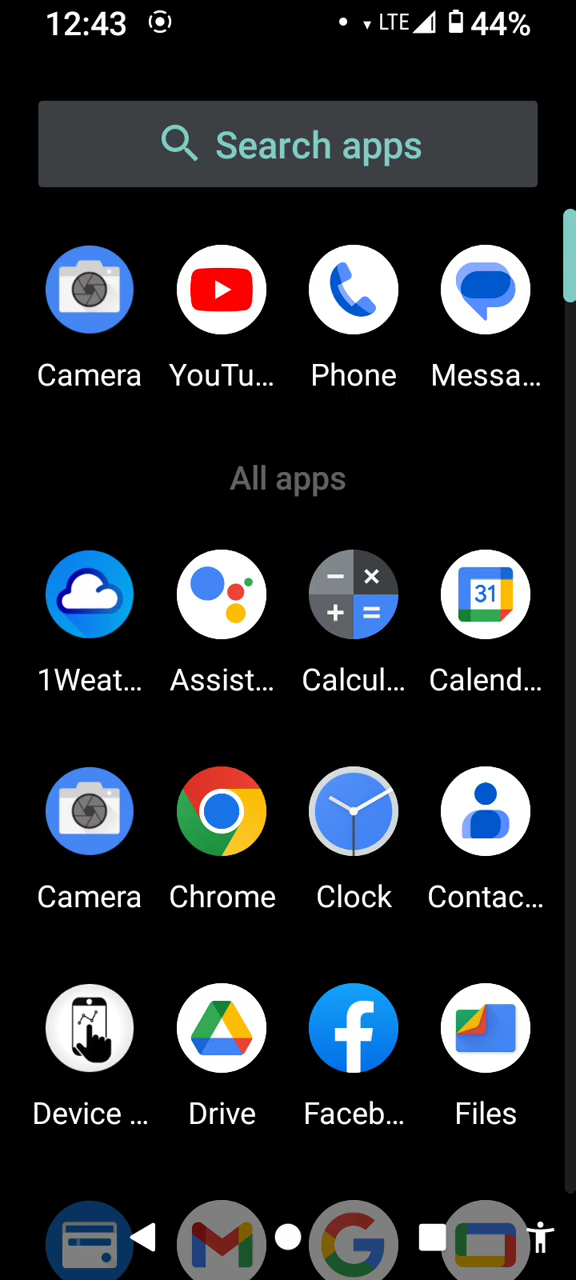 12:43 LTE 44%
Search apps
Camera YouTu... Phone Messa...
All apps
1Weat... Assist... Calcul... Calend...
Camera Chrome Clock Contac...
Device ... Drive Faceb... Files